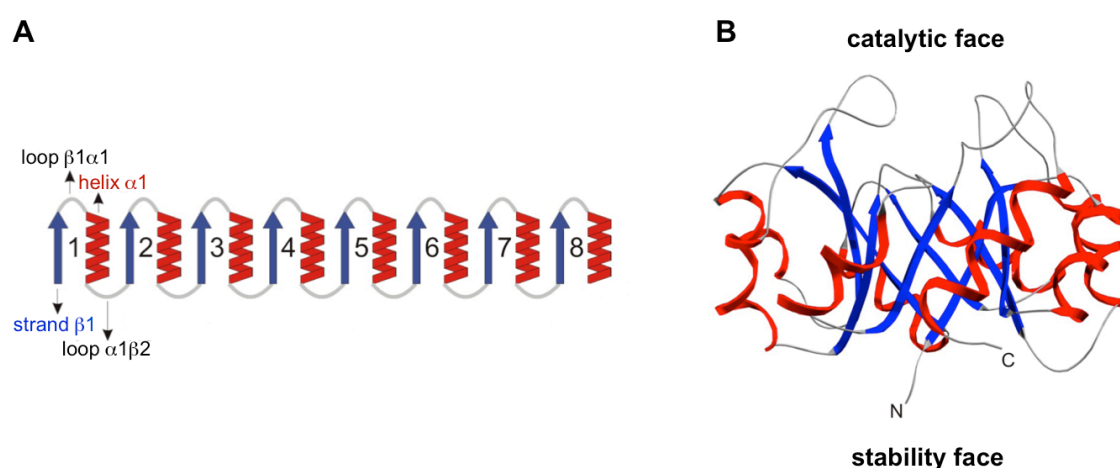 A
loop β1α1
helix α1
1 2 3 4 5 6 7 8
strand β1
loop α1β2
B
catalytic face
C
N
stability face